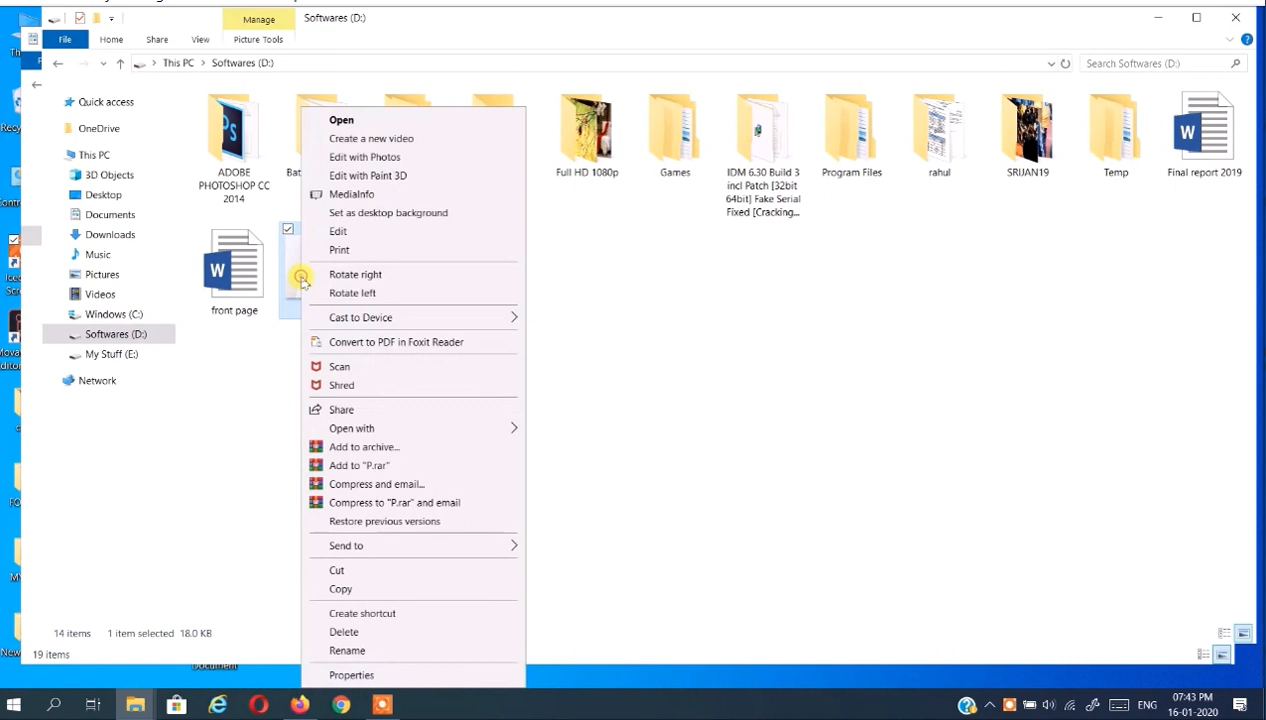 Manage
Softwares (D:)
File
Home
Share
View
Picture Tools
This PC
Softwares (D:)
Search Softwares (D:)
Quick access
OneDrive
This PC
3D Objects
Desktop
Documents
Downloads
Music
Pictures
Videos
Windows (C:)
Softwares (D:)
My Stuff (E:)
Network
ADOBE
PHOTOSHOP CC
2014
Full HD 1080p
Games
IDM 6.30 Build 3
incl Patch [32bit
64bit] Fake Serial
Fixed [Cracking...
Program Files
rahul
SRIJAN19
Temp
Final report 2019
front page
Open
Create a new video
Edit with Photos
Edit with Paint 3D
MediaInfo
Set as desktop background
Edit
Print
Rotate right
Rotate left
Cast to Device
Convert to PDF in Foxit Reader
Scan
Shred
Share
Open with
Add to archive...
Add to "P.rar"
Compress and email...
Compress to "P.rar" and email
Restore previous versions
Send to
Cut
Copy
Create shortcut
Delete
Rename
Properties
14 items
1 item selected
18.0 KB
19 items
ENG
07:43 PM
16-01-2020